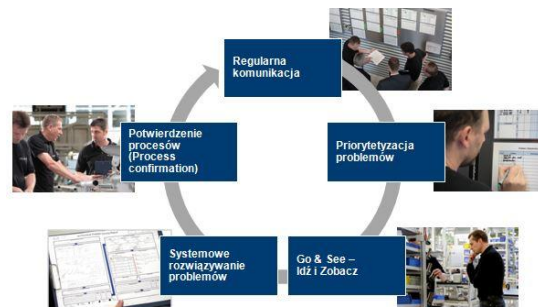 Regularna
komunikacja
Priorytetyzacja
problemów
Go & See –
Idź i Zobacz
Systemowe
rozwiązywanie
problemów
Potwierdzenie
procesów
(Process
confirmation)